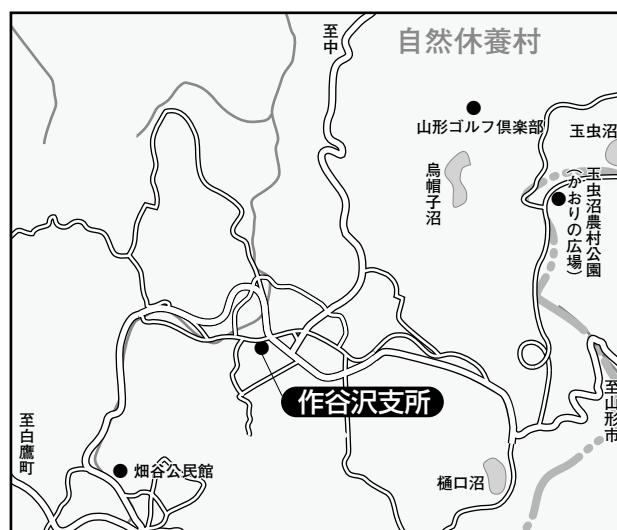 自然休養村
至中
山形ゴルフ倶楽部
玉虫沼
烏帽子沼
玉虫沼農村公園
(かおりの広場)
作谷沢支所
至山形市
至白鷹町
畑谷公民館
樋口沼